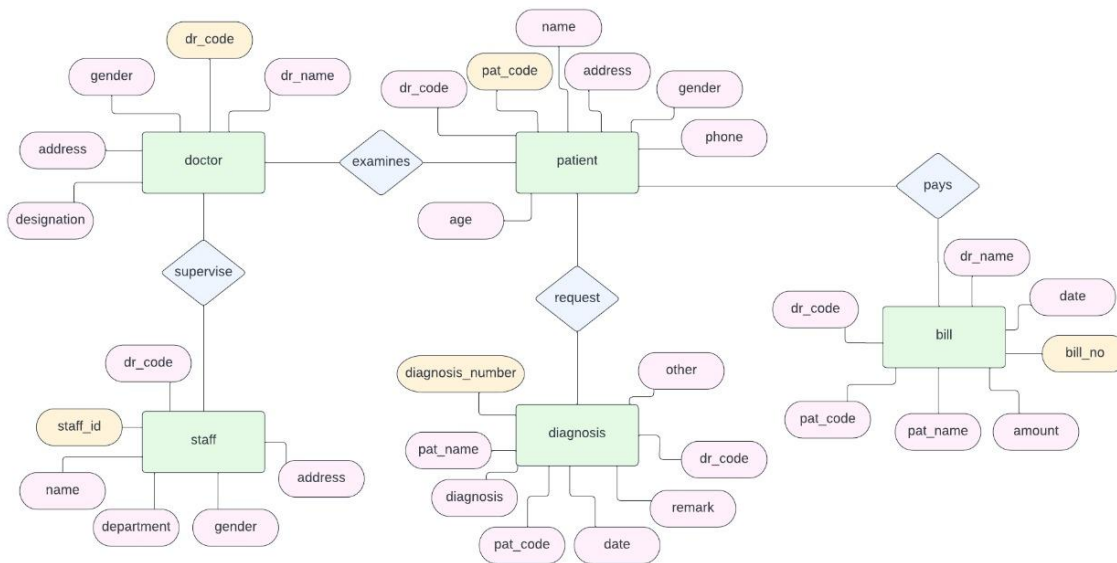 dr_code
name
gender
dr_name
pat_code
address
dr_code
gender
address
doctor
examines
patient
phone
designation
age
pays
supervise
request
dr_name
date
dr_code
bill
bill_no
dr_code
diagnosis_number
other
pat_code
pat_name
amount
staff_id
staff
diagnosis
pat_name
dr_code
name
address
diagnosis
remark
department
gender
pat_code
date